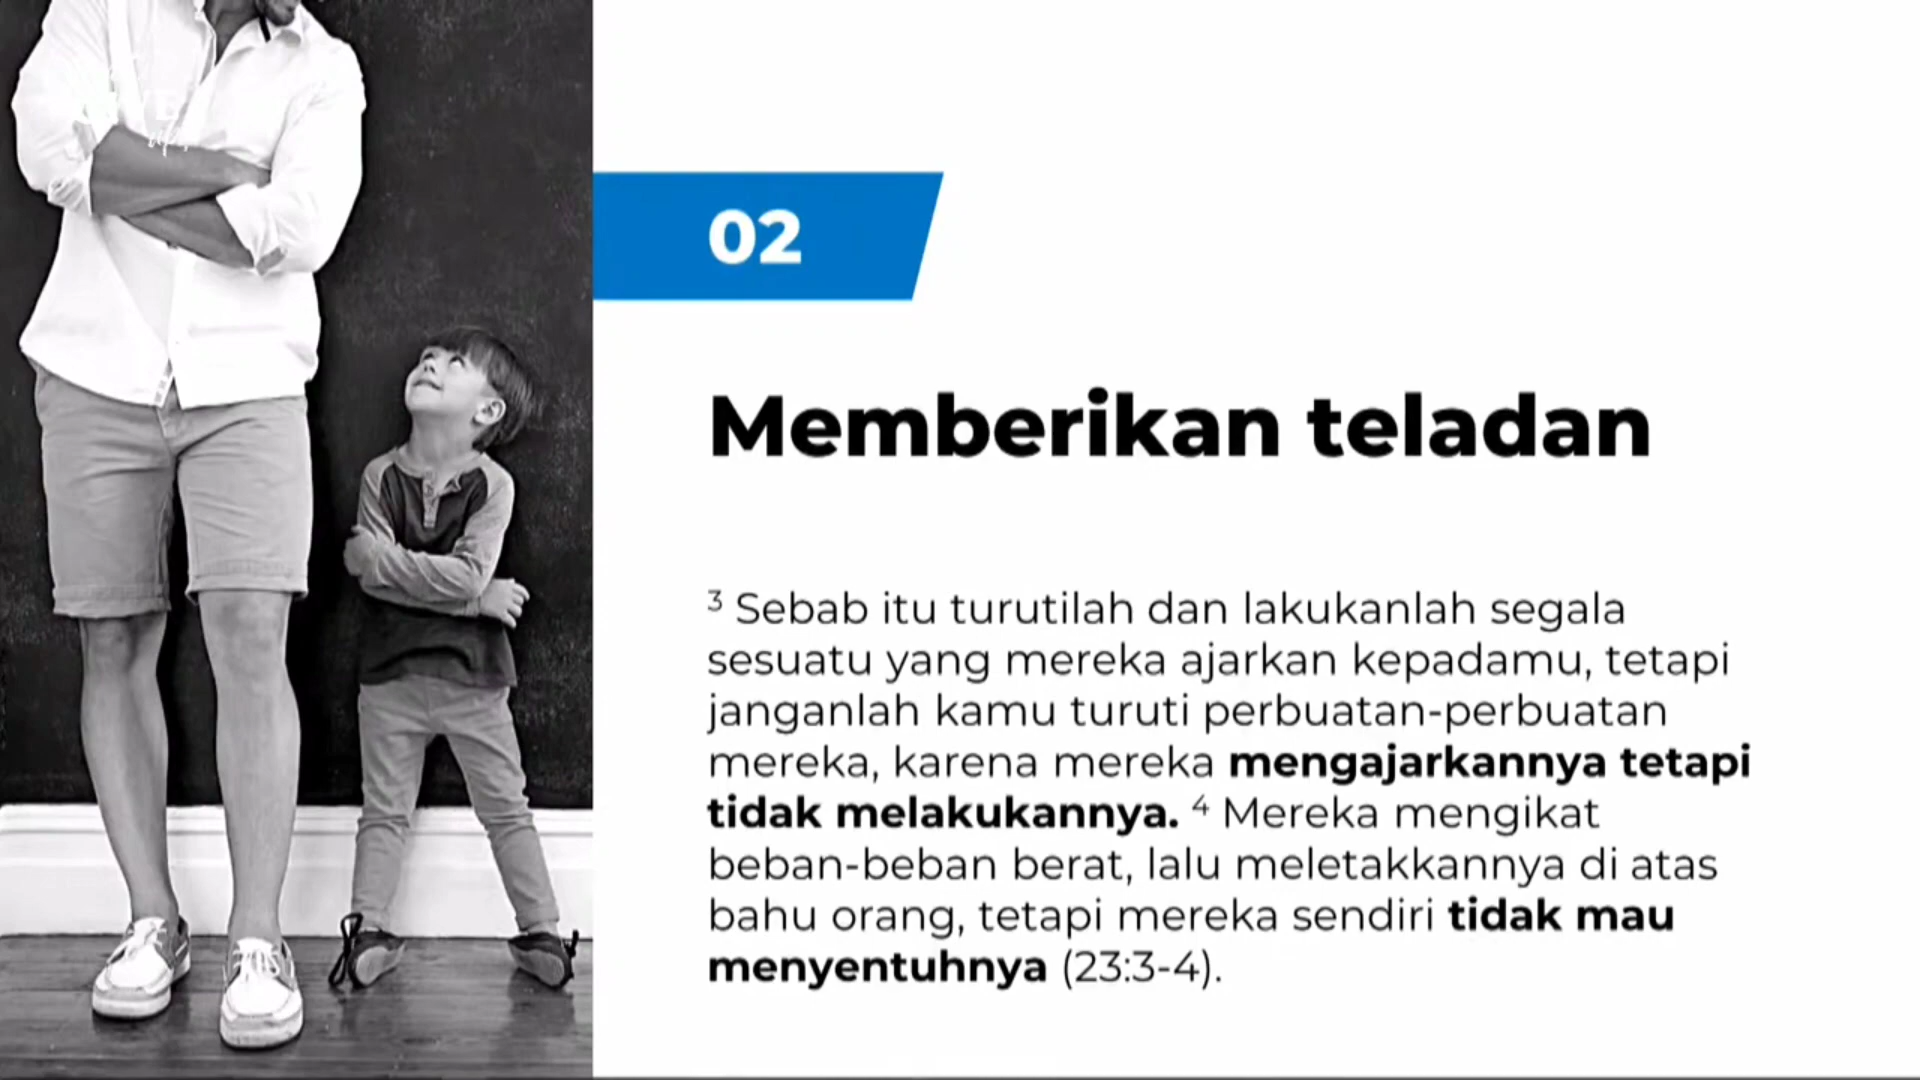 02
Memberikan teladan
³ Sebab itu turutilah dan lakukanlah segala
sesuatu yang mereka ajarkan kepadamu, tetapi
janganlah kamu turuti perbuatan-perbuatan
mereka, karena mereka mengajarkannya tetapi
tidak melakukannya. ⁴ Mereka mengikat
beban-beban berat, lalu meletakkannya di atas
bahu orang, tetapi mereka sendiri tidak mau
menyentuhnya (23:3-4).